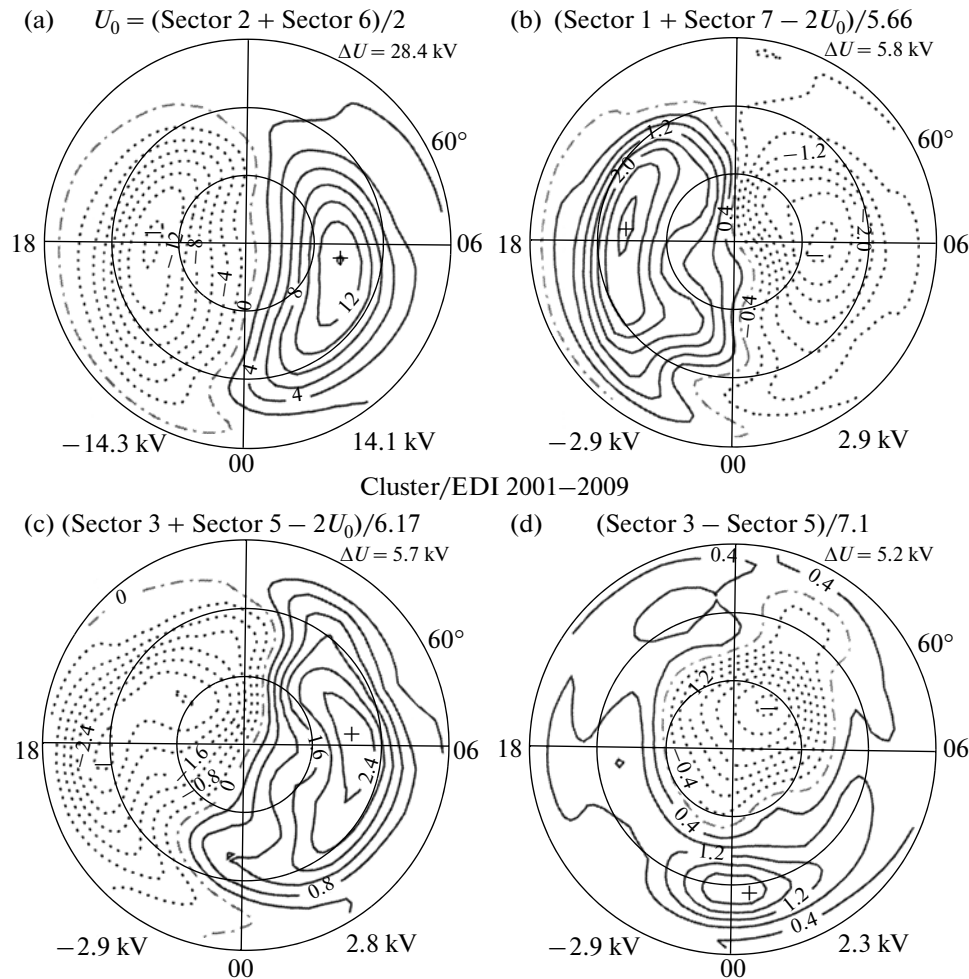 (a) U₀ = (Sector 2 + Sector 6)/2
ΔU = 28.4 kV
60°
18
−12
−8
−4
0
8
12
4
4
06
−14.3 kV
14.1 kV
00
(b) (Sector 1 + Sector 7 − 2U₀)/5.66
ΔU = 5.8 kV
60°
1.2
−1.2
2.0
0.4
−2.0
18
06
−0.4
−2.9 kV
2.9 kV
00
Cluster/EDI 2001–2009
(c) (Sector 3 + Sector 5 − 2U₀)/6.17
ΔU = 5.7 kV
0
60°
18
−2.4
−1.6
−0.8
0
1.6
2.4
06
0.8
−2.9 kV
2.8 kV
00
(d) (Sector 3 − Sector 5)/7.1
ΔU = 5.2 kV
0.4
0.4
60°
1.2
18
06
−0.4
0.4
1.2
1.2
0.4
−2.9 kV
2.3 kV
00